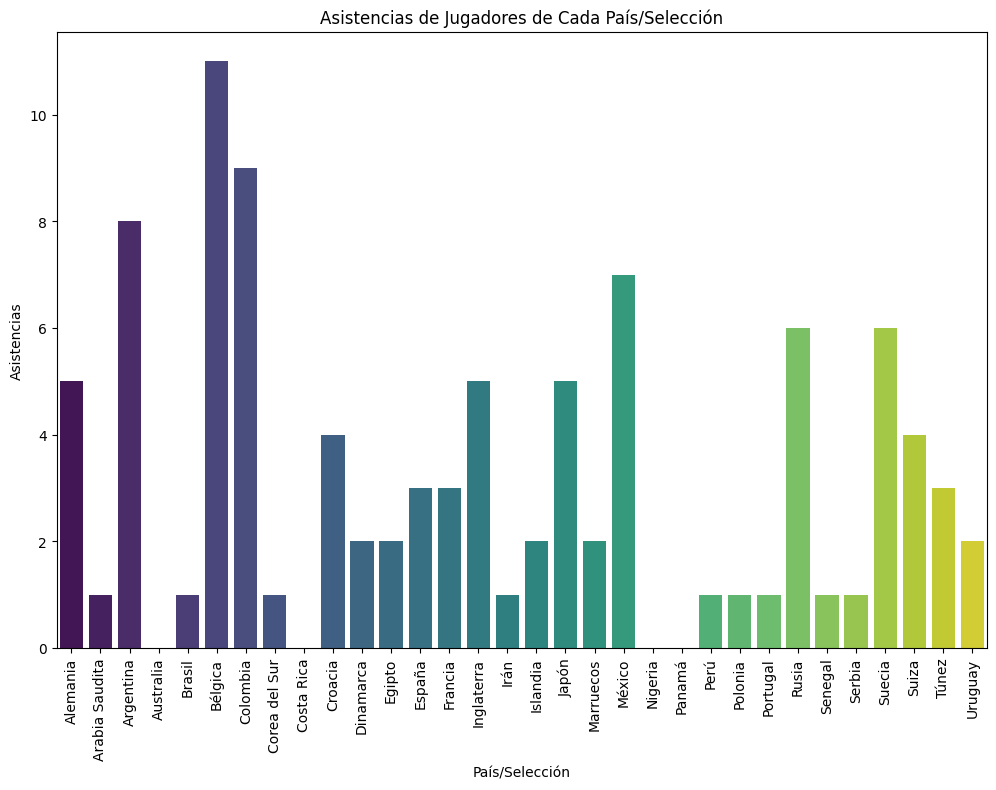 Asistencias de Jugadores de Cada País/Selección
Asistencias
10
8
6
4
2
0
Alemania
Arabia Saudita
Argentina
Australia
Brasil
Bélgica
Colombia
Corea del Sur
Costa Rica
Croacia
Dinamarca
Egipto
España
Francia
Inglaterra
Irán
Islandia
Japón
Marruecos
México
Nigeria
Panamá
Perú
Polonia
Portugal
Rusia
Senegal
Serbia
Suecia
Suiza
Túnez
Uruguay
País/Selección